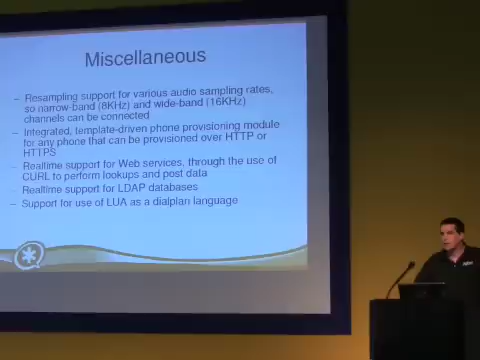 Miscellaneous
– Resampling support for various audio sampling rates,
so narrow-band (8KHz) and wide-band (16KHz)
channels can be connected
– Integrated, template-driven phone provisioning module
for any phone that can be provisioned over HTTP or
HTTPS
– Realtime support for Web services, through the use of
CURL to perform lookups and post data
– Realtime support for LDAP databases
– Support for use of LUA as a dialplan language